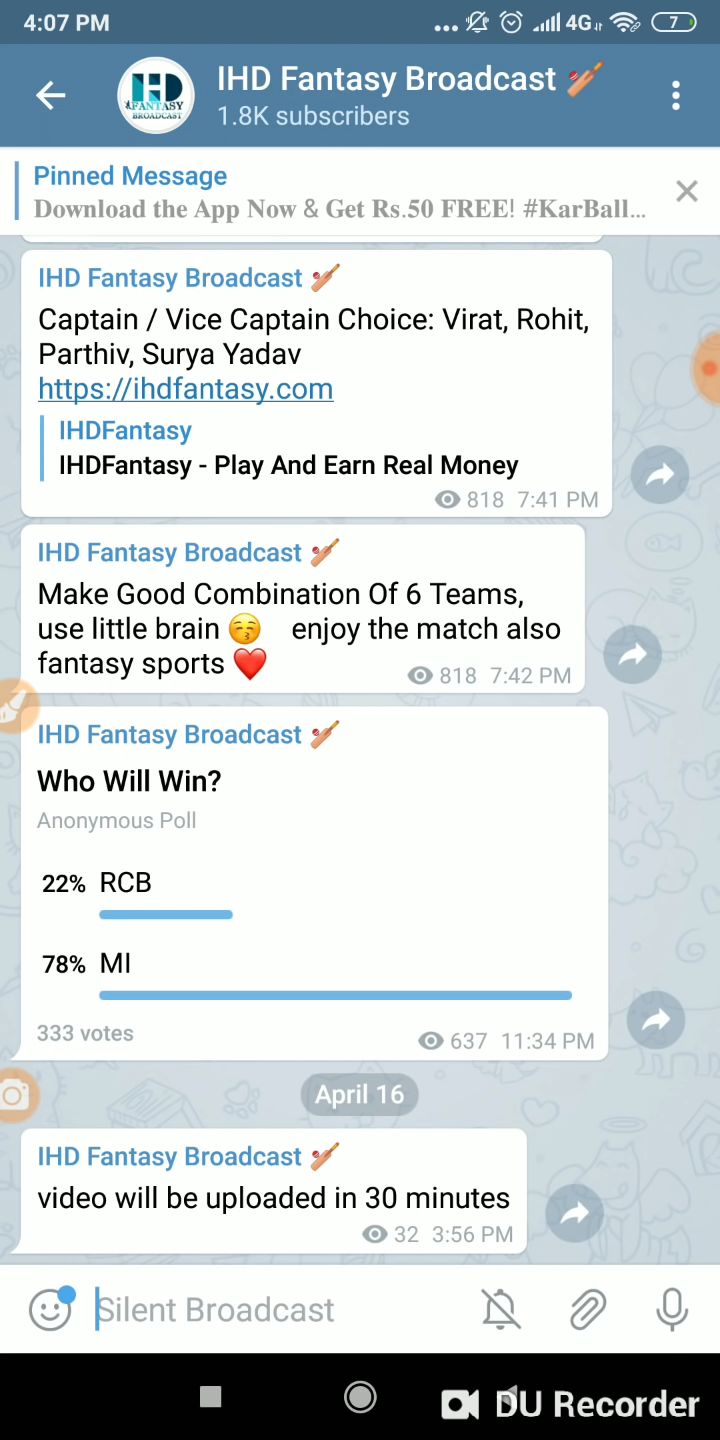 4:07 PM
4G
7
IHD Fantasy Broadcast
1.8K subscribers
IHD
FANTASY
BROADCAST
Pinned Message
Download the App Now & Get Rs.50 FREE! #KarBall...
IHD Fantasy Broadcast
Captain / Vice Captain Choice: Virat, Rohit,
Parthiv, Surya Yadav
https://ihdfantasy.com
IHDFantasy
IHDFantasy - Play And Earn Real Money
818 7:41 PM
IHD Fantasy Broadcast
Make Good Combination Of 6 Teams,
use little brain 😚 enjoy the match also
fantasy sports ❤️
818 7:42 PM
IHD Fantasy Broadcast
Who Will Win?
Anonymous Poll
22% RCB
78% MI
333 votes
637 11:34 PM
April 16
IHD Fantasy Broadcast
video will be uploaded in 30 minutes
32 3:56 PM
Silent Broadcast
DU Recorder